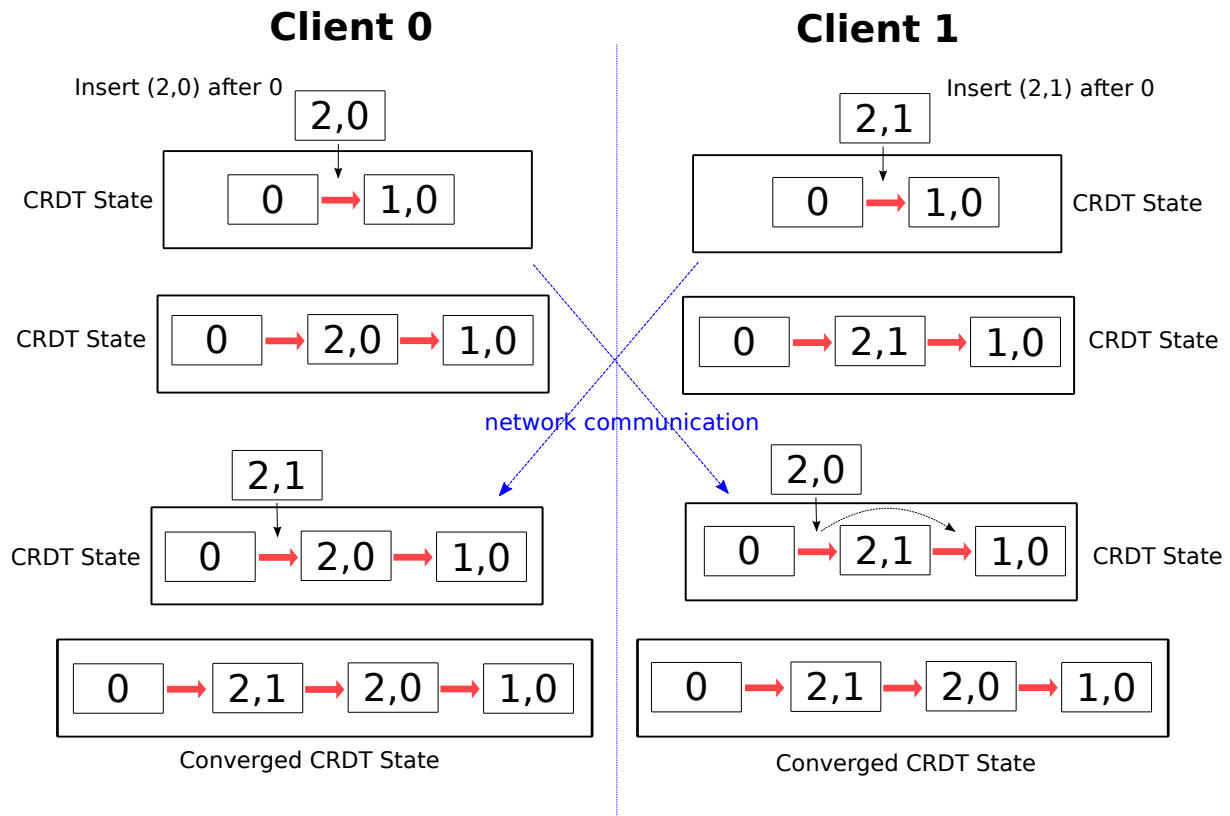 Client 0
Insert (2,0) after 0
2,0
CRDT State
0
1,0
CRDT State
0
2,0
1,0
2,1
CRDT State
0
2,0
1,0
0
2,1
2,0
1,0
Converged CRDT State
network communication
Client 1
Insert (2,1) after 0
2,1
0
1,0
CRDT State
0
2,1
1,0
CRDT State
2,0
0
2,1
1,0
CRDT State
0
2,1
2,0
1,0
Converged CRDT State